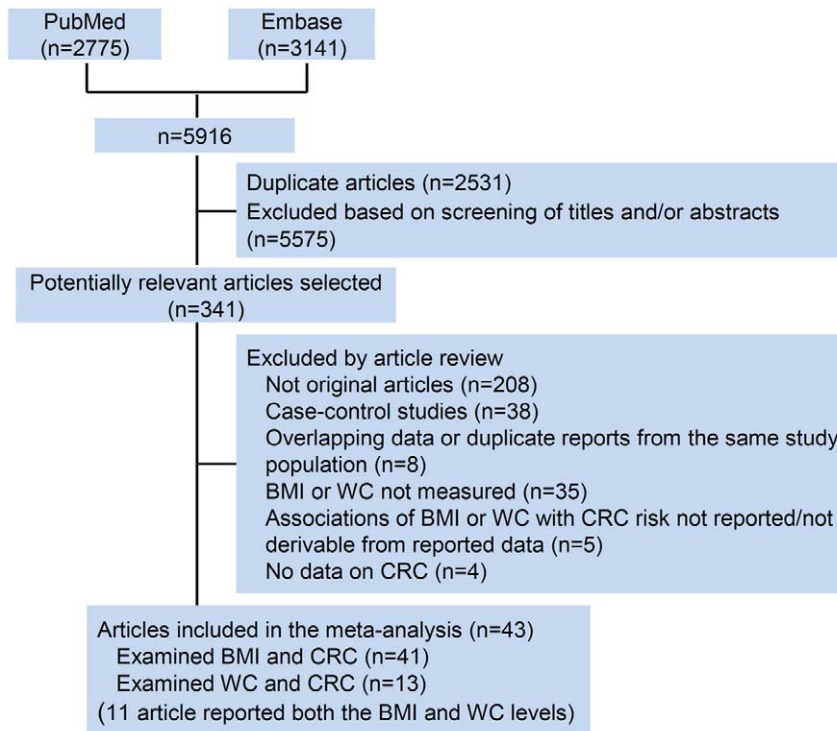 PubMed
(n=2775)
Embase
(n=3141)
n=5916
Duplicate articles (n=2531)
Excluded based on screening of titles and/or abstracts
(n=5575)
Potentially relevant articles selected
(n=341)
Excluded by article review
Not original articles (n=208)
Case-control studies (n=38)
Overlapping data or duplicate reports from the same study
population (n=8)
BMI or WC not measured (n=35)
Associations of BMI or WC with CRC risk not reported/not
derivable from reported data (n=5)
No data on CRC (n=4)
Articles included in the meta-analysis (n=43)
Examined BMI and CRC (n=41)
Examined WC and CRC (n=13)
(11 article reported both the BMI and WC levels)